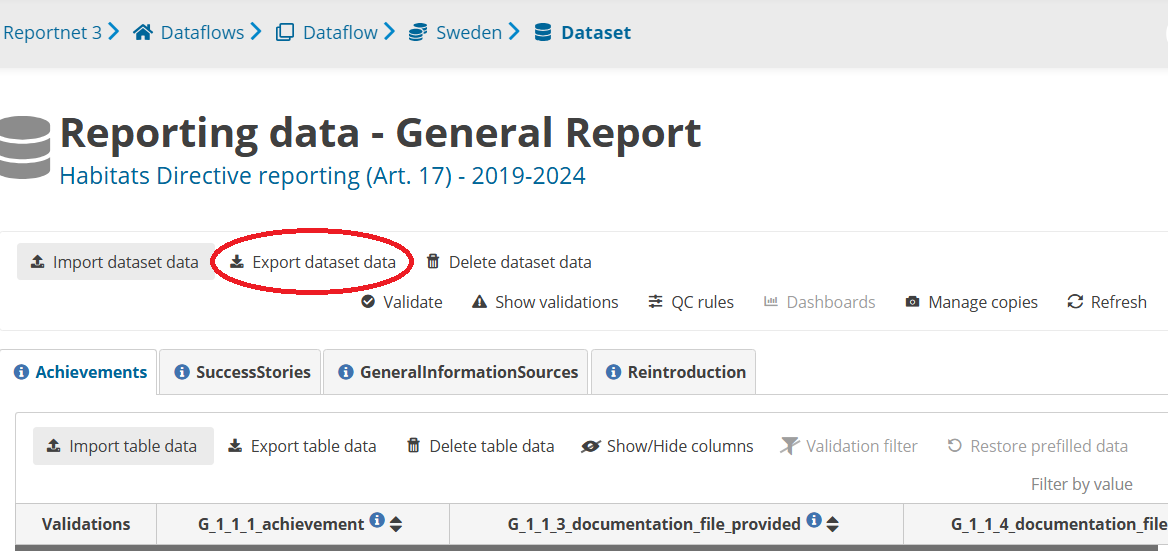 Reportnet 3 Dataflows Dataflow Sweden Dataset
Reporting data - General Report
Habitats Directive reporting (Art. 17) - 2019-2024
Import dataset data Export dataset data Delete dataset data
Validate Show validations QC rules Dashboards Manage copies Refresh
Achievements SuccessStories GeneralInformationSources Reintroduction
Import table data Export table data Delete table data Show/Hide columns Validation filter Restore prefilled data
Filter by value
Validations G_1_1_1_achievement G_1_1_3_documentation_file_provided G_1_1_4_documentation_file